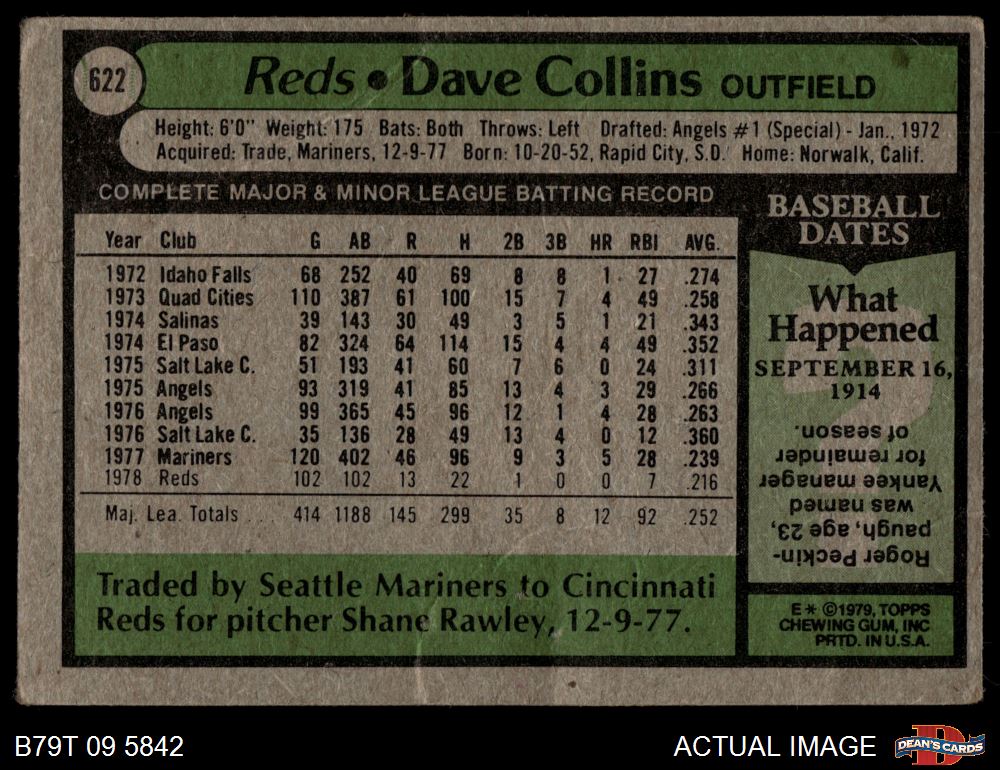 622
Reds • Dave Collins OUTFIELD
Height: 6'0" Weight: 175 Bats: Both Throws: Left Drafted: Angels #1 (Special) - Jan., 1972
Acquired: Trade, Mariners, 12-9-77 Born: 10-20-52, Rapid City, S.D. Home: Norwalk, Calif.
COMPLETE MAJOR & MINOR LEAGUE BATTING RECORD
Year Club G AB R H 2B 3B HR RBI AVG.
1972 Idaho Falls 68 252 40 69 8 8 1 27 .274
1973 Quad Cities 110 387 61 100 15 7 4 49 .258
1974 Salinas 39 143 30 49 3 5 1 21 .343
1974 El Paso 82 324 64 114 15 4 4 49 .352
1975 Salt Lake C. 51 193 41 60 7 6 0 24 .311
1975 Angels 93 319 41 85 13 4 3 29 .266
1976 Angels 99 365 45 96 12 1 4 28 .263
1976 Salt Lake C. 35 136 28 49 13 4 0 12 .360
1977 Mariners 120 402 46 96 9 3 5 28 .239
1978 Reds 102 102 13 22 1 0 0 7 .216
Maj. Lea. Totals . . . 414 1188 145 299 35 8 12 92 .252
Traded by Seattle Mariners to Cincinnati
Reds for pitcher Shane Rawley, 12-9-77.
BASEBALL
DATES
What
Happened
SEPTEMBER 16,
1914
Roger Peckin-
paugh, age 23,
was named
Yankee manager
for remainder
of season.
E* ©1979, TOPPS
CHEWING GUM, INC
PRTD. IN U.S.A.
B79T 09 5842
ACTUAL IMAGE
D
DEAN'S CARDS